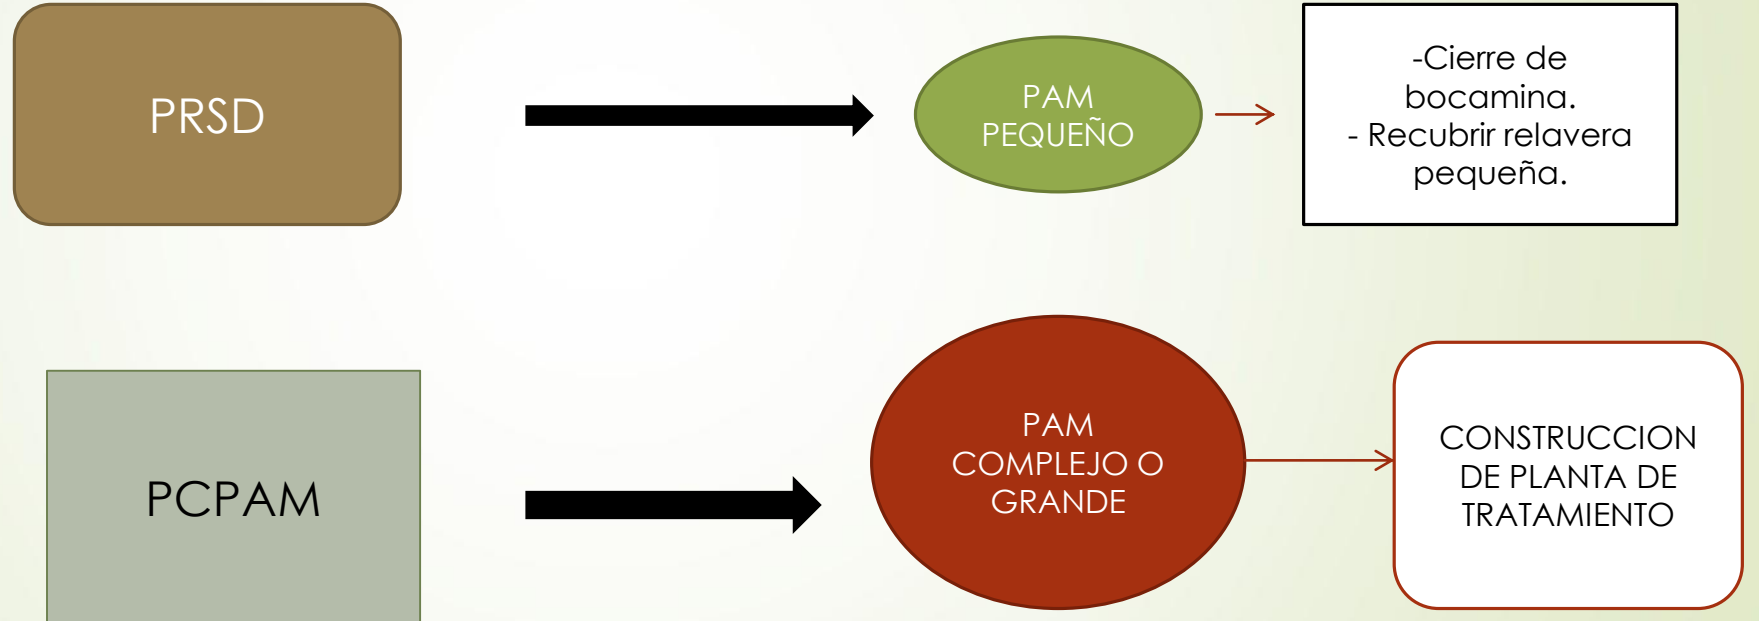 PRSD
PAM
PEQUEÑO
-Cierre de
bocamina.
- Recubrir relavera
pequeña.
PCPAM
PAM
COMPLEJO O
GRANDE
CONSTRUCCION
DE PLANTA DE
TRATAMIENTO